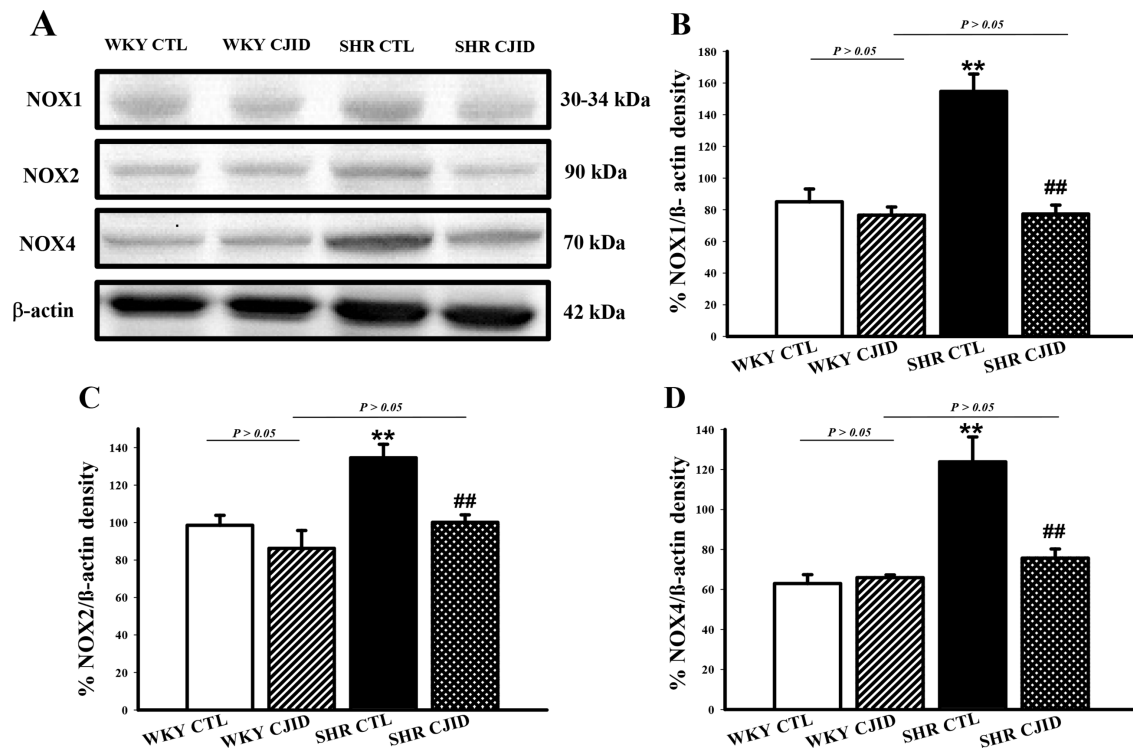 A
WKY CTL WKY CJID SHR CTL SHR CJID
NOX1 30-34 kDa
NOX2 90 kDa
NOX4 70 kDa
β-actin 42 kDa
B
P > 0.05
P > 0.05
**
##
% NOX1/ß- actin density
180
160
140
120
100
80
60
40
20
0
WKY CTL WKY CJID SHR CTL SHR CJID
C
P > 0.05
P > 0.05
**
##
% NOX2/ß-actin density
140
120
100
80
60
40
20
0
WKY CTL WKY CJID SHR CTL SHR CJID
D
P > 0.05
P > 0.05
**
##
% NOX4/ß-actin density
140
120
100
80
60
40
20
0
WKY CTL WKY CJID SHR CTL SHR CJID